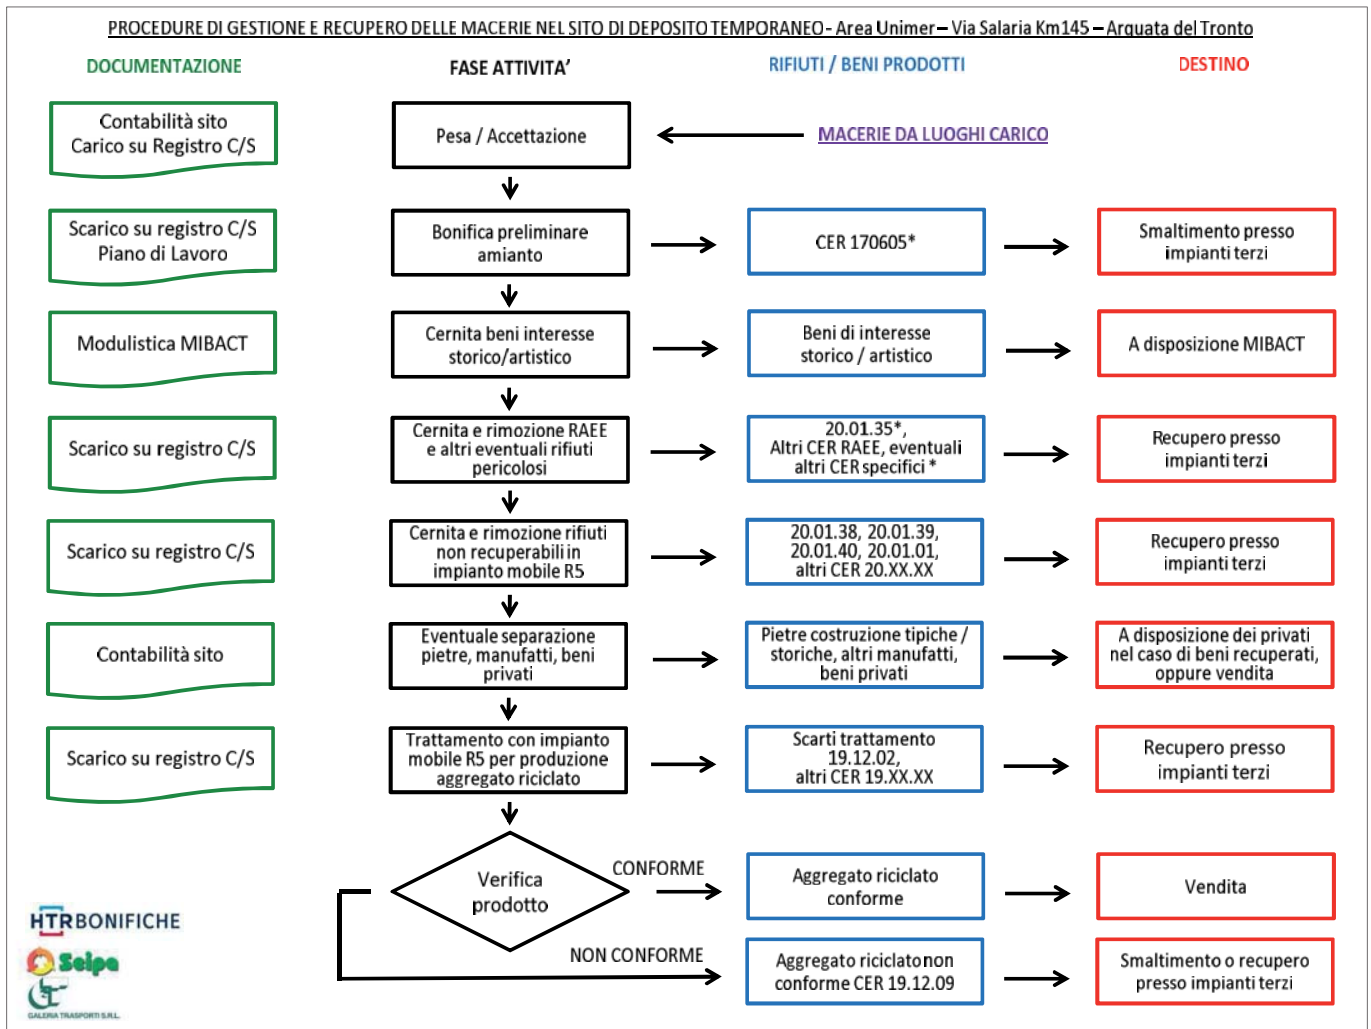 PROCEDURE DI GESTIONE E RECUPERO DELLE MACERIE NEL SITO DI DEPOSITO TEMPORANEO - Area Unimer – Via Salaria Km145 – Arquata del Tronto
DOCUMENTAZIONE
FASE ATTIVITA’
RIFIUTI / BENI PRODOTTI
DESTINO
Contabilità sito
Carico su Registro C/S
Pesa / Accettazione
MACERIE DA LUOGHI CARICO
Scarico su registro C/S
Piano di Lavoro
Bonifica preliminare
amianto
CER 170605*
Smaltimento presso
impianti terzi
Modulistica MIBACT
Cernita beni interesse
storico/artistico
Beni di interesse
storico / artistico
A disposizione MIBACT
Scarico su registro C/S
Cernita e rimozione RAEE
e altri eventuali rifiuti
pericolosi
20.01.35*,
Altri CER RAEE, eventuali
altri CER specifici *
Recupero presso
impianti terzi
Scarico su registro C/S
Cernita e rimozione rifiuti
non recuperabili in
impianto mobile R5
20.01.38, 20.01.39,
20.01.40, 20.01.01,
altri CER 20.XX.XX
Recupero presso
impianti terzi
Contabilità sito
Eventuale separazione
pietre, manufatti, beni
privati
Pietre costruzione tipiche /
storiche, altri manufatti,
beni privati
A disposizione dei privati
nel caso di beni recuperati,
oppure vendita
Scarico su registro C/S
Trattamento con impianto
mobile R5 per produzione
aggregato riciclato
Scarti trattamento
19.12.02,
altri CER 19.XX.XX
Recupero presso
impianti terzi
Verifica
prodotto
CONFORME
Aggregato riciclato
conforme
Vendita
NON CONFORME
Aggregato riciclato non
conforme CER 19.12.09
Smaltimento o recupero
presso impianti terzi
HTRBONIFICHE
Seipa
GALERIA TRASPORTI S.R.L.